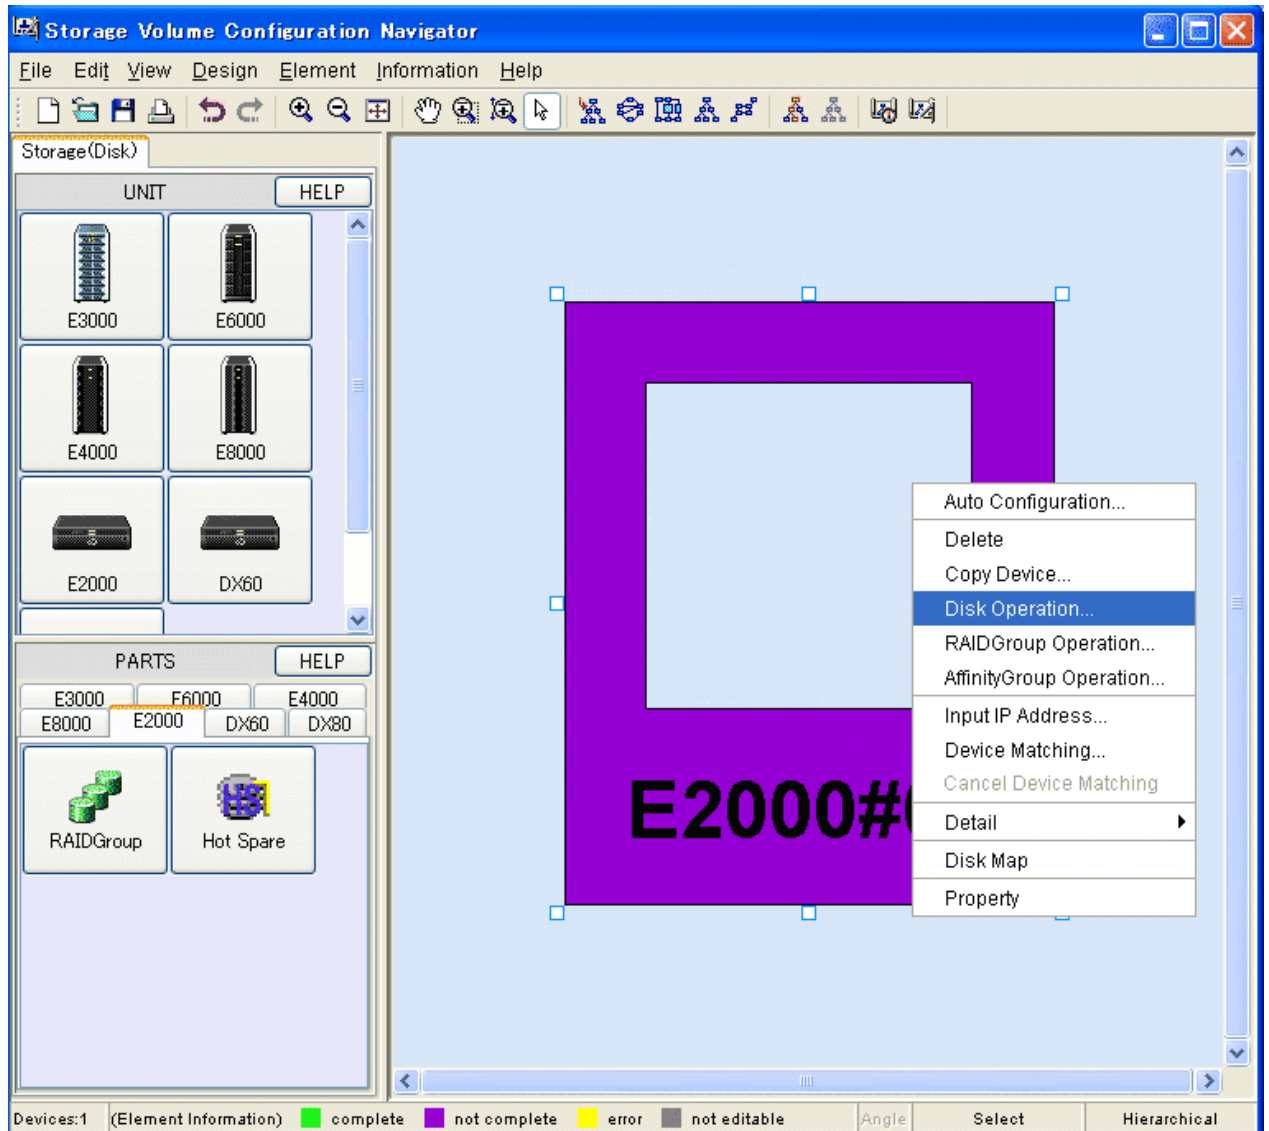 Storage Volume Configuration Navigator
File Edit View Design Element Information Help
Storage(Disk)
UNIT HELP
E3000 E6000
E4000 E8000
E2000 DX60
PARTS HELP
E3000 E6000 E4000
E8000 E2000 DX60 DX80
RAIDGroup Hot Spare
HS
E2000#
Auto Configuration...
Delete
Copy Device...
Disk Operation...
RAIDGroup Operation...
AffinityGroup Operation...
Input IP Address...
Device Matching...
Cancel Device Matching
Detail
Disk Map
Property
Devices:1 (Element Information) complete not complete error not editable Angle Select Hierarchical